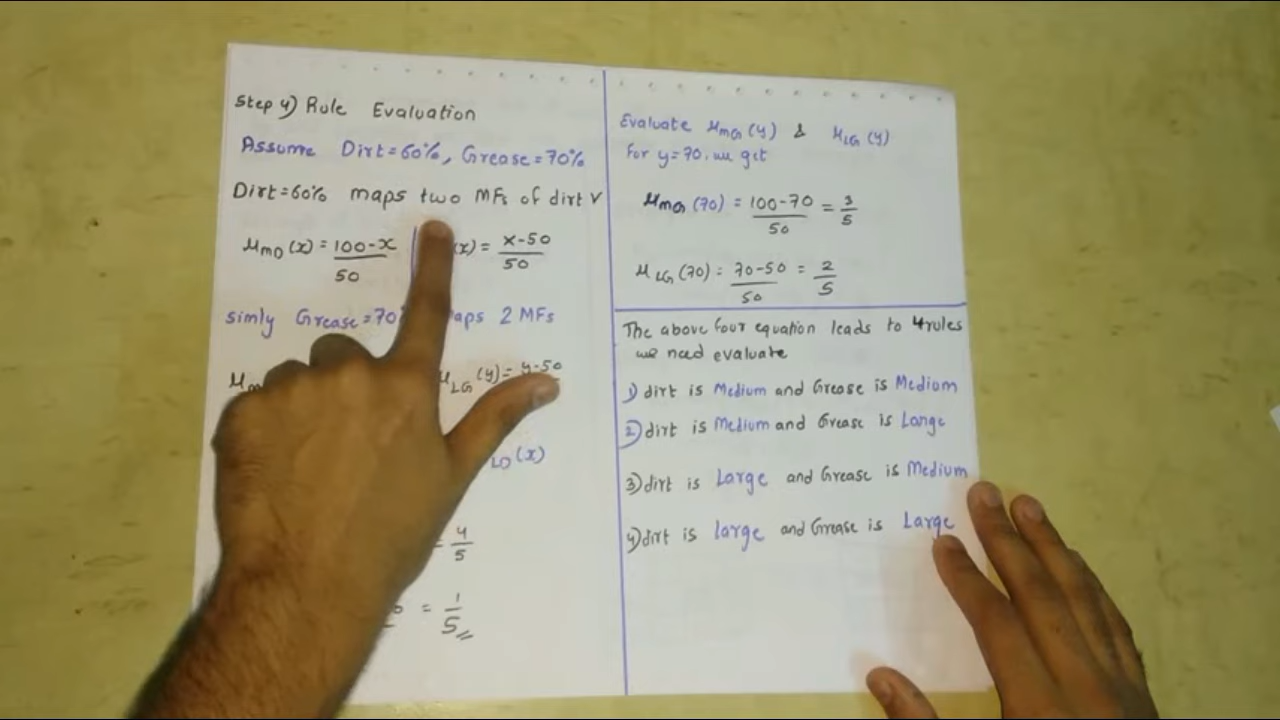 Step 4) Rule Evaluation
Assume Dirt=60%, Grease=70%
Dirt=60% maps two MFs of dirt V
μMD (x) = 100-x / 50 (x) = x-50 / 50
simly Grease=70 maps 2 MFs
μLG (y) = y-50
LD (x)
= 4/5
= 1/5
Evaluate μMG (y) & μLG (y)
For y=70, we get
μMG (70) = 100-70 / 50 = 3/5
μLG (70) = 70-50 / 50 = 2/5
The above four equation leads to 4 rules
we need evaluate
1) dirt is Medium and Grease is Medium
2) dirt is Medium and Grease is Large
3) dirt is Large and Grease is Medium
4) dirt is large and Grease is Large